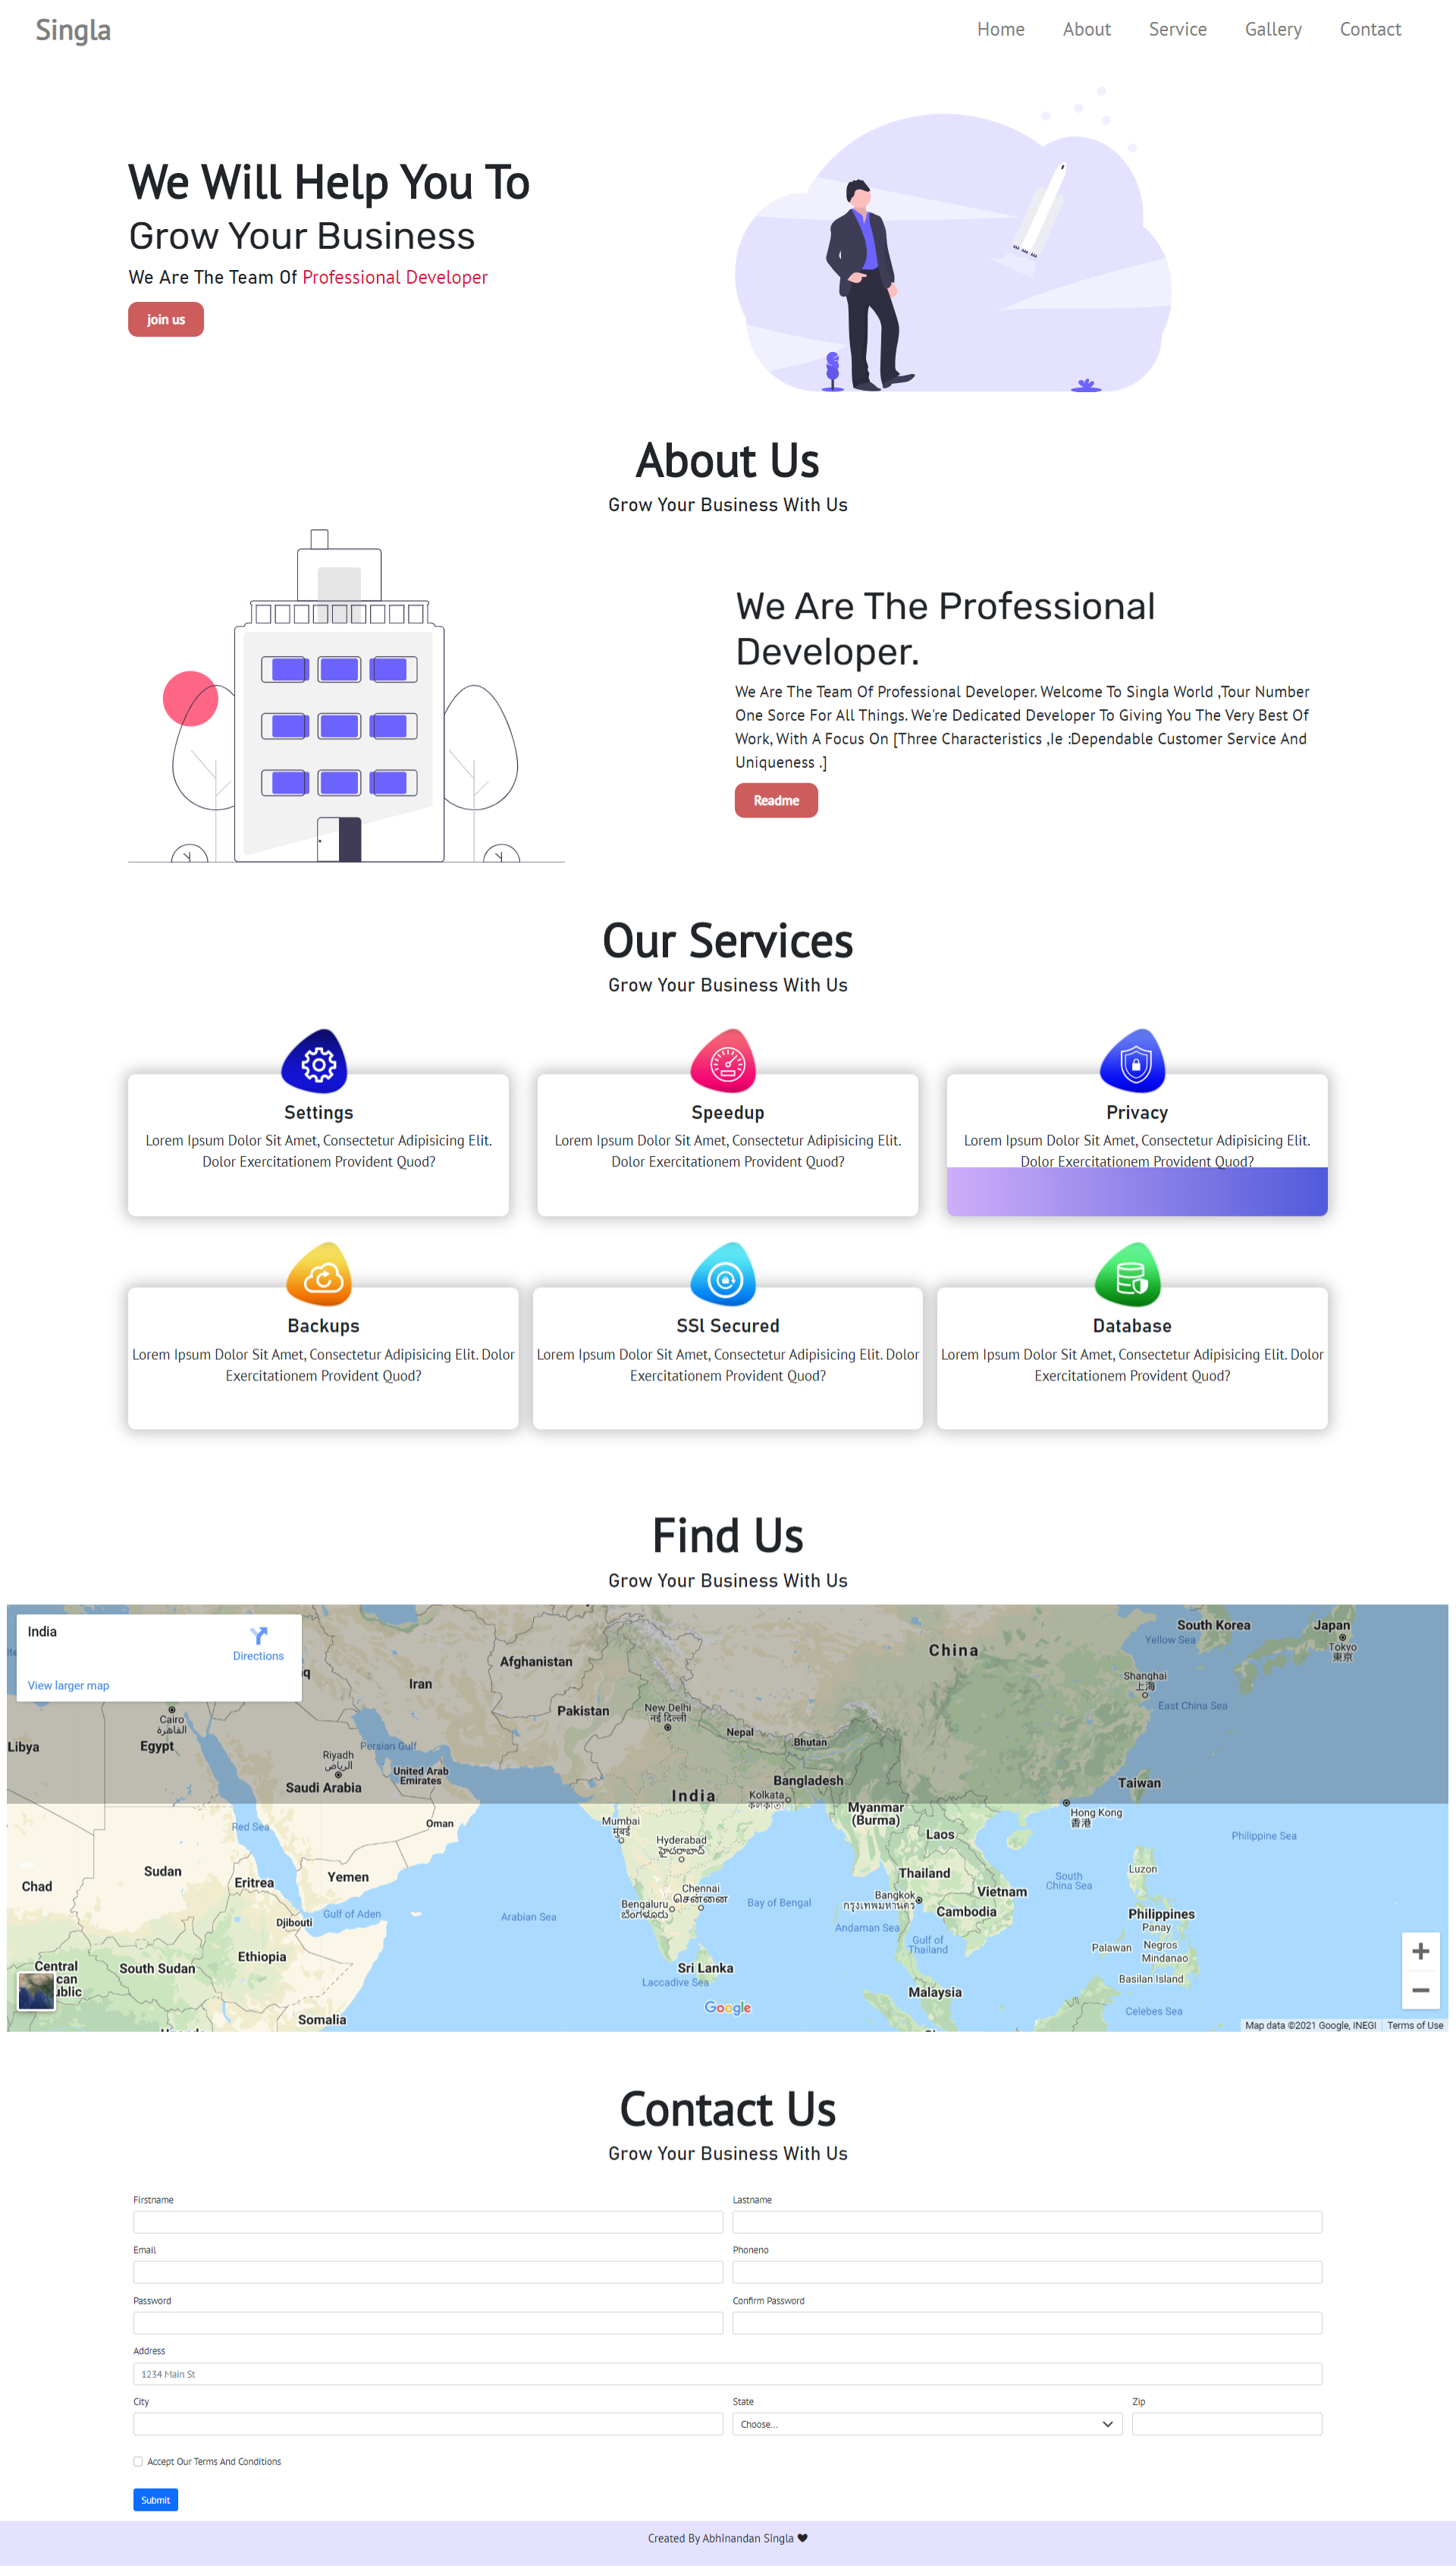 Singla
Home About Service Gallery Contact
We Will Help You To
Grow Your Business
We Are The Team Of Professional Developer
join us
About Us
Grow Your Business With Us
We Are The Professional
Developer.
We Are The Team Of Professional Developer. Welcome To Singla World ,Tour Number
One Sorce For All Things. We're Dedicated Developer To Giving You The Very Best Of
Work, With A Focus On [Three Characteristics ,Ie :Dependable Customer Service And
Uniqueness .]
Readme
Our Services
Grow Your Business With Us
Settings
Lorem Ipsum Dolor Sit Amet, Consectetur Adipisicing Elit.
Dolor Exercitationem Provident Quod?
Speedup
Lorem Ipsum Dolor Sit Amet, Consectetur Adipisicing Elit.
Dolor Exercitationem Provident Quod?
Privacy
Lorem Ipsum Dolor Sit Amet, Consectetur Adipisicing Elit.
Dolor Exercitationem Provident Quod?
Backups
Lorem Ipsum Dolor Sit Amet, Consectetur Adipisicing Elit. Dolor
Exercitationem Provident Quod?
SSl Secured
Lorem Ipsum Dolor Sit Amet, Consectetur Adipisicing Elit. Dolor
Exercitationem Provident Quod?
Database
Lorem Ipsum Dolor Sit Amet, Consectetur Adipisicing Elit. Dolor
Exercitationem Provident Quod?
Find Us
Grow Your Business With Us
India
Directions
View larger map
South Korea
Japan
Yellow Sea
Tokyo
東京
China
Afghanistan
Iran
Shanghai
上海
East China Sea
Pakistan
New Delhi
नई दिल्ली
Cairo
القاهرة
Nepal
Bhutan
Libya
Egypt
Persian Gulf
Riyadh
الرياض
United Arab
Emirates
Saudi Arabia
Bangladesh
Taiwan
India
Kolkata
কলকাতা
Myanmar
(Burma)
Hong Kong
香港
Red Sea
Oman
Mumbai
मुंबई
Hyderabad
హైదరాబాద్
Laos
Philippine Sea
Chad
Sudan
Eritrea
Yemen
Thailand
Luzon
South
China Sea
Chennai
சென்னை
Bengaluru
ಬೆಂಗಳೂರು
Bay of Bengal
Bangkok
กรุงเทพมหานคร
Vietnam
Cambodia
Philippines
Gulf of Aden
Arabian Sea
Djibouti
Andaman Sea
Panay
Gulf of
Thailand
Palawan
Negros
Mindanao
Ethiopia
South Sudan
Central
can
ublic
Sri Lanka
Laccadive Sea
Basilan Island
Malaysia
Google
Celebes Sea
Somalia
Map data ©2021 Google, INEGI Terms of Use
Contact Us
Grow Your Business With Us
Firstname Lastname
Email Phoneno
Password Confirm Password
Address
1234 Main St
City State Zip
Choose...
Accept Our Terms And Conditions
Submit
Created By Abhinandan Singla ♥